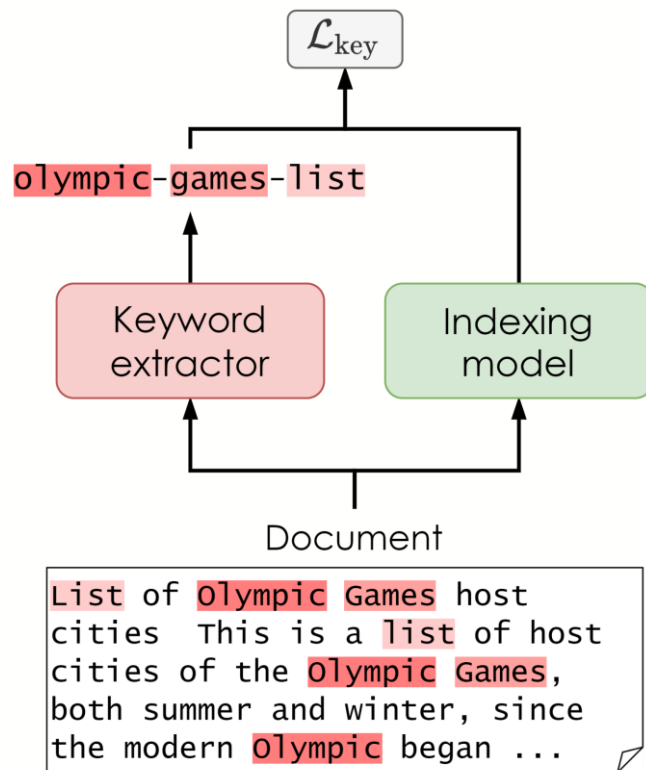 ℒkey
olympic-games-list
Keyword
extractor
Indexing
model
Document
List of Olympic Games host
cities This is a list of host
cities of the Olympic Games,
both summer and winter, since
the modern Olympic began ...